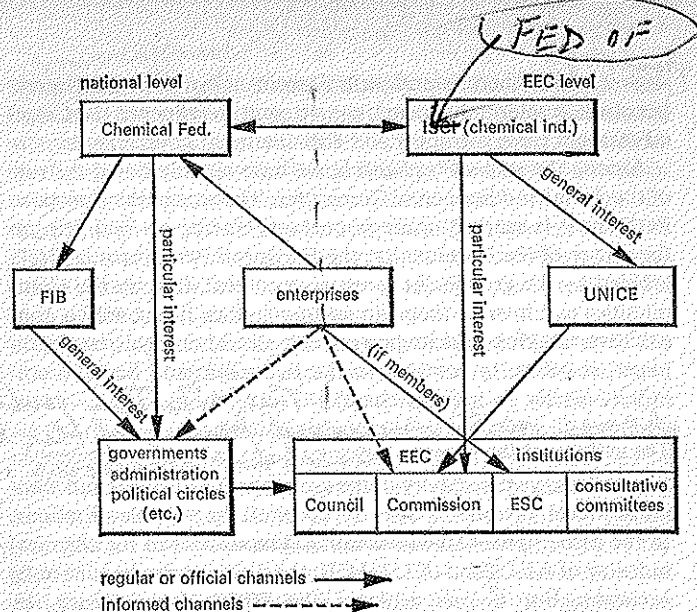 FED OF
national level
EEC level
Chemical Fed.
(chemical ind.)
general interest
particular interest
particular interest
FIB
enterprises
UNICE
general interest
(if members)
governments
administration
political circles
(etc.)
EEC institutions
Council
Commission
ESC
consultative
committees
regular or official channels
Informed channels